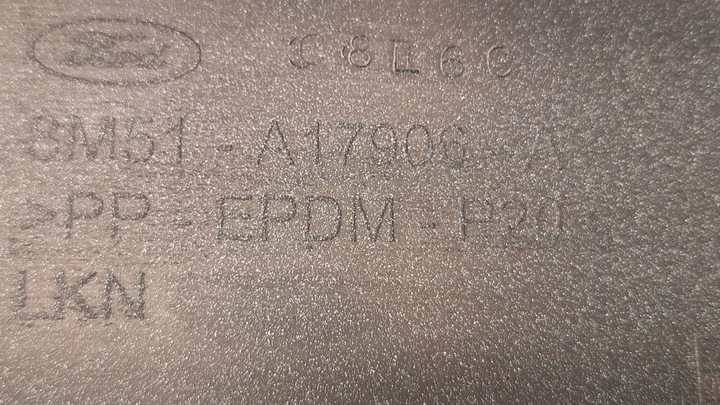 Ford
8M51 - A17906 - A
>PP - EPDM - P20
LKN